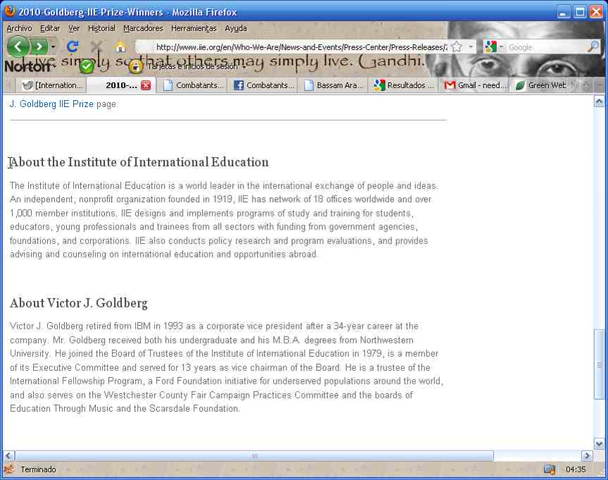 2010-Goldberg-IIE-Prize-Winners - Mozilla Firefox
Archivo Editar Ver Historial Marcadores Herramientas Ayuda
http://www.iie.org/en/Who-We-Are/News-and-Events/Press-Center/Press-Releases/2
Google
Live simply so that others may simply live. Gandhi.
Norton
Tarjetas e inicios de sesión
[Internation...
2010-...
Combatants...
Combatants...
Bassam Ara...
Resultados ...
Gmail - need...
Green Web
J. Goldberg IIE Prize page.
About the Institute of International Education
The Institute of International Education is a world leader in the international exchange of people and ideas.
An independent, nonprofit organization founded in 1919, IIE has network of 18 offices worldwide and over
1,000 member institutions. IIE designs and implements programs of study and training for students,
educators, young professionals and trainees from all sectors with funding from government agencies,
foundations, and corporations. IIE also conducts policy research and program evaluations, and provides
advising and counseling on international education and opportunities abroad.
About Victor J. Goldberg
Victor J. Goldberg retired from IBM in 1993 as a corporate vice president after a 34-year career at the
company. Mr. Goldberg received both his undergraduate and his M.B.A. degrees from Northwestern
University. He joined the Board of Trustees of the Institute of International Education in 1979, is a member
of its Executive Committee and served for 13 years as vice chairman of the Board. He is a trustee of the
International Fellowship Program, a Ford Foundation initiative for underserved populations around the world,
and also serves on the Westchester County Fair Campaign Practices Committee and the boards of
Education Through Music and the Scarsdale Foundation.
Terminado
04:35